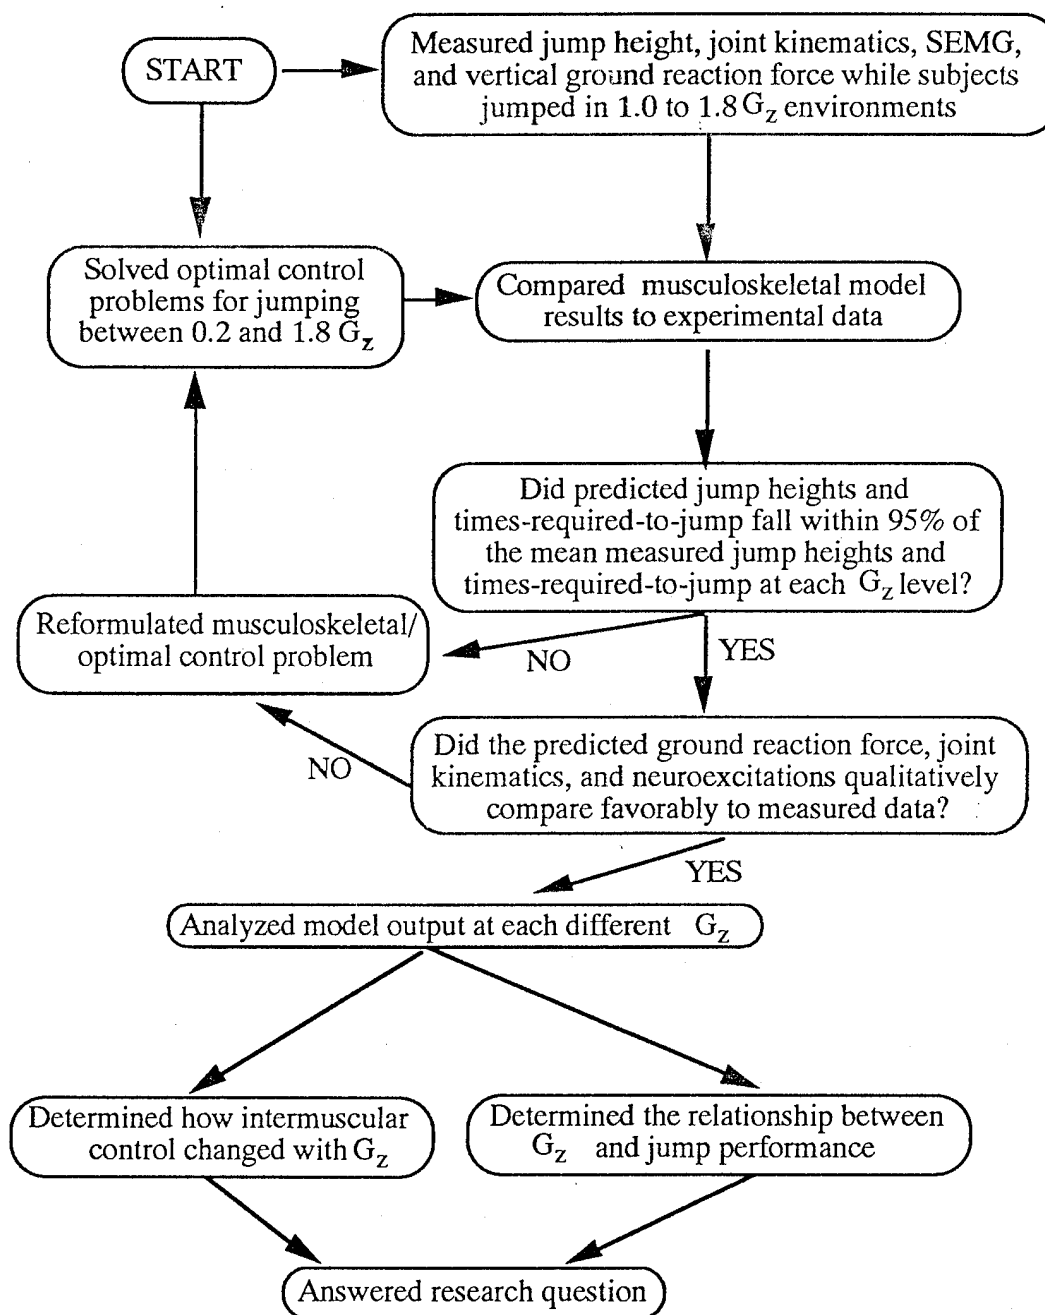 START
Measured jump height, joint kinematics, SEMG,
and vertical ground reaction force while subjects
jumped in 1.0 to 1.8 Gz environments
Solved optimal control
problems for jumping
between 0.2 and 1.8 Gz
Compared musculoskeletal model
results to experimental data
Did predicted jump heights and
times-required-to-jump fall within 95% of
the mean measured jump heights and
times-required-to-jump at each Gz level?
Reformulated musculoskeletal/
optimal control problem
NO
YES
Did the predicted ground reaction force, joint
kinematics, and neuroexcitations qualitatively
compare favorably to measured data?
NO
YES
Analyzed model output at each different Gz
Determined how intermuscular
control changed with Gz
Determined the relationship between
Gz and jump performance
Answered research question